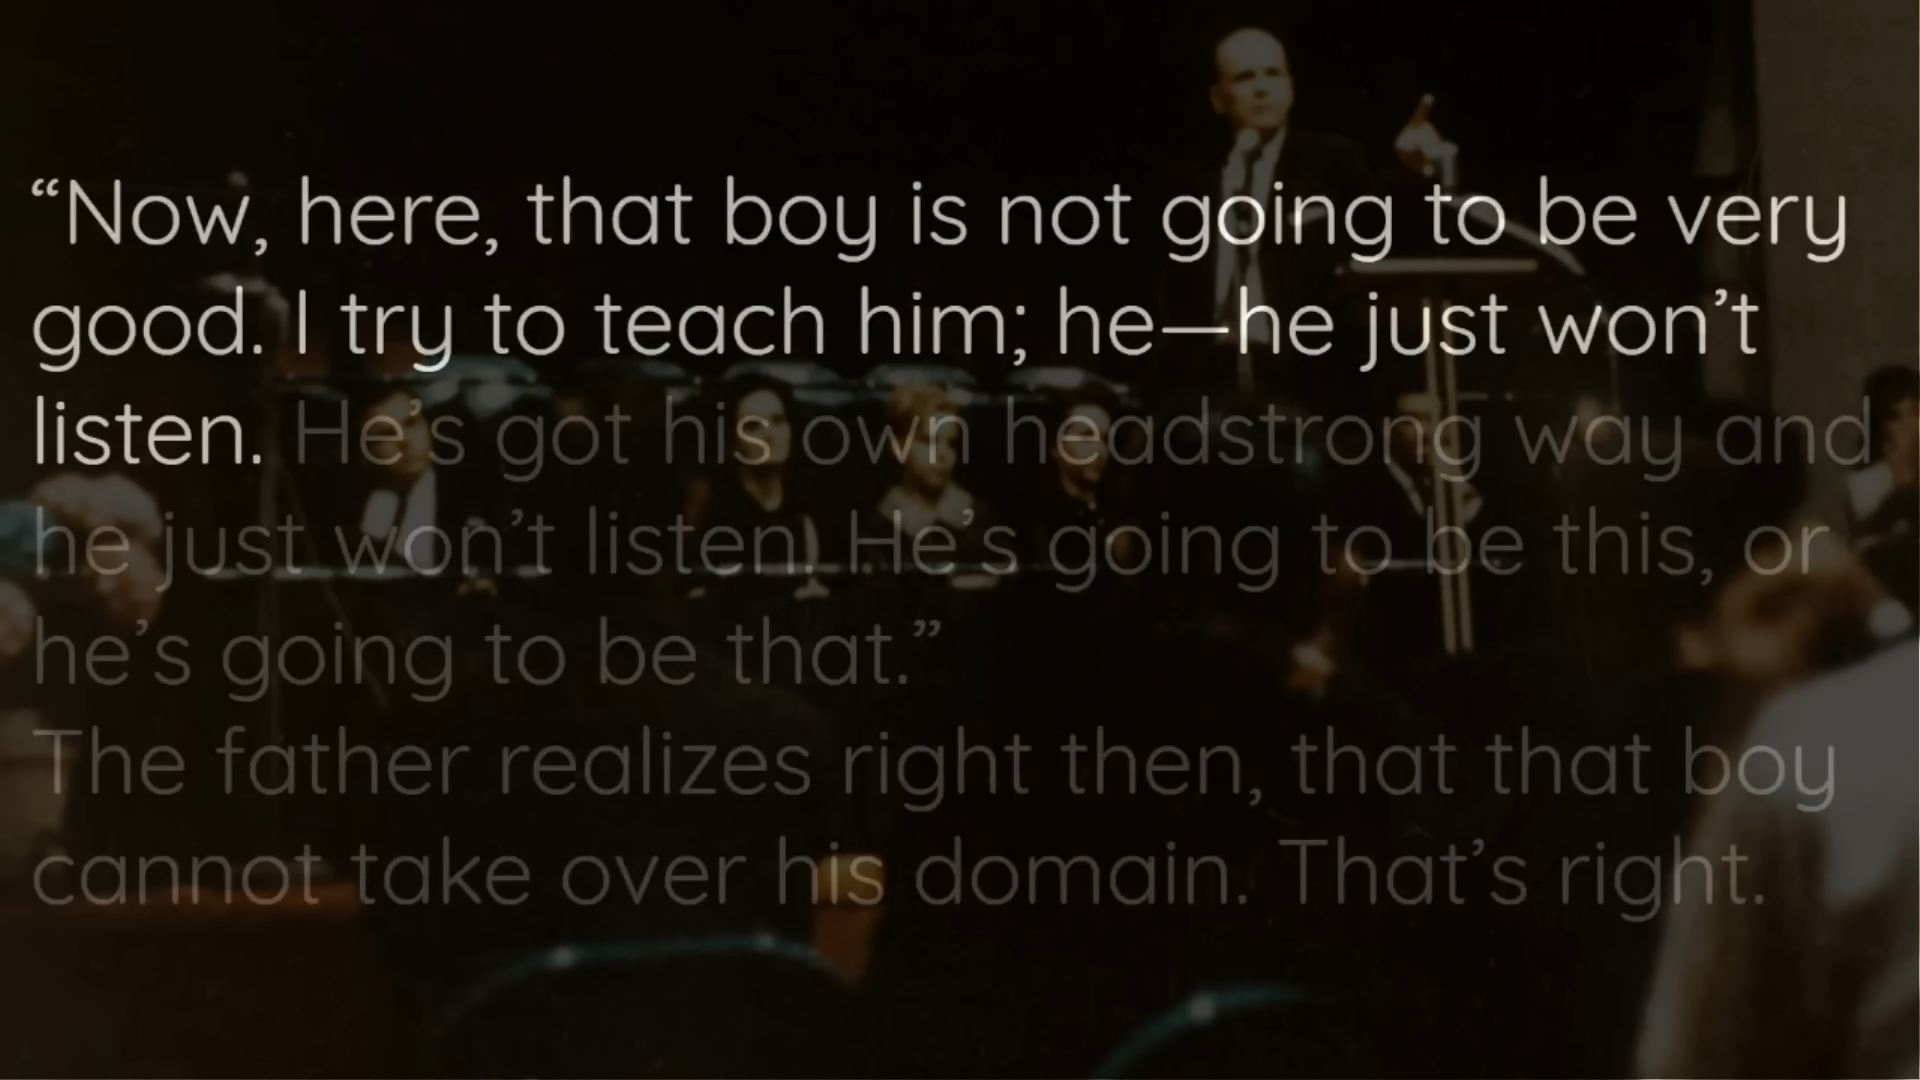 “Now, here, that boy is not going to be very
good. I try to teach him; he—he just won’t
listen. He’s got his own headstrong way and
he just won’t listen. He’s going to be this, or
he’s going to be that.”
The father realizes right then, that that boy
cannot take over his domain. That’s right.